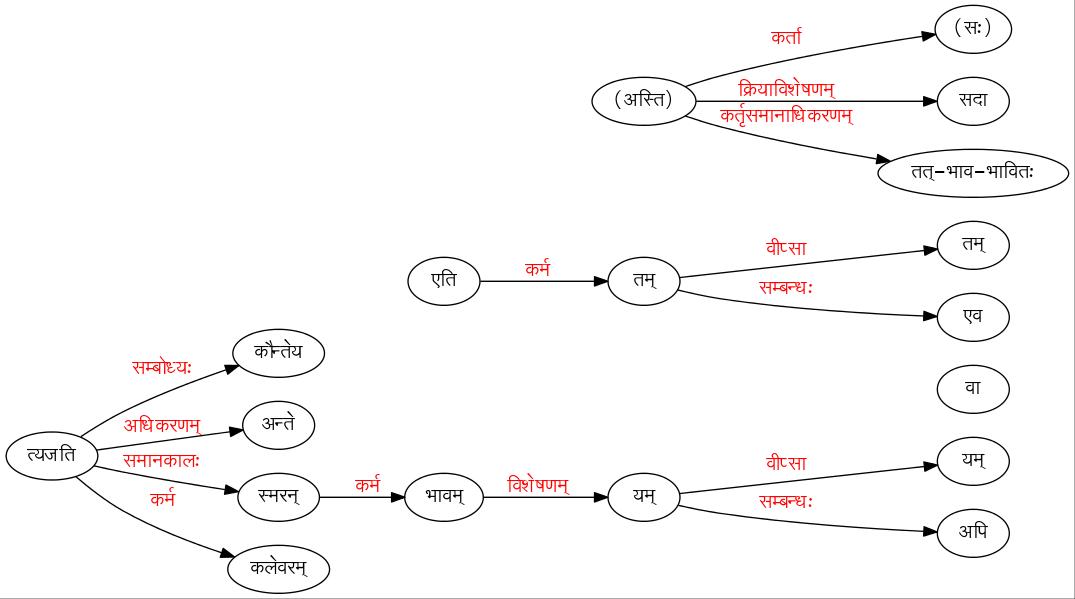 (सः)
कर्ता
(अस्ति)
क्रियाविशेषणम्
सदा
कर्तृसमानाधिकरणम्
तत्-भाव-भावितः
तम्
वीप्सा
एति
कर्म
तम्
सम्बन्धः
एव
कौन्तेय
सम्बोध्यः
वा
अन्ते
अधिकरणम्
त्यजति
समानकालः
यम्
वीप्सा
स्मरन्
कर्म
भावम्
विशेषणम्
यम्
सम्बन्धः
कर्म
अपि
कलेवरम्